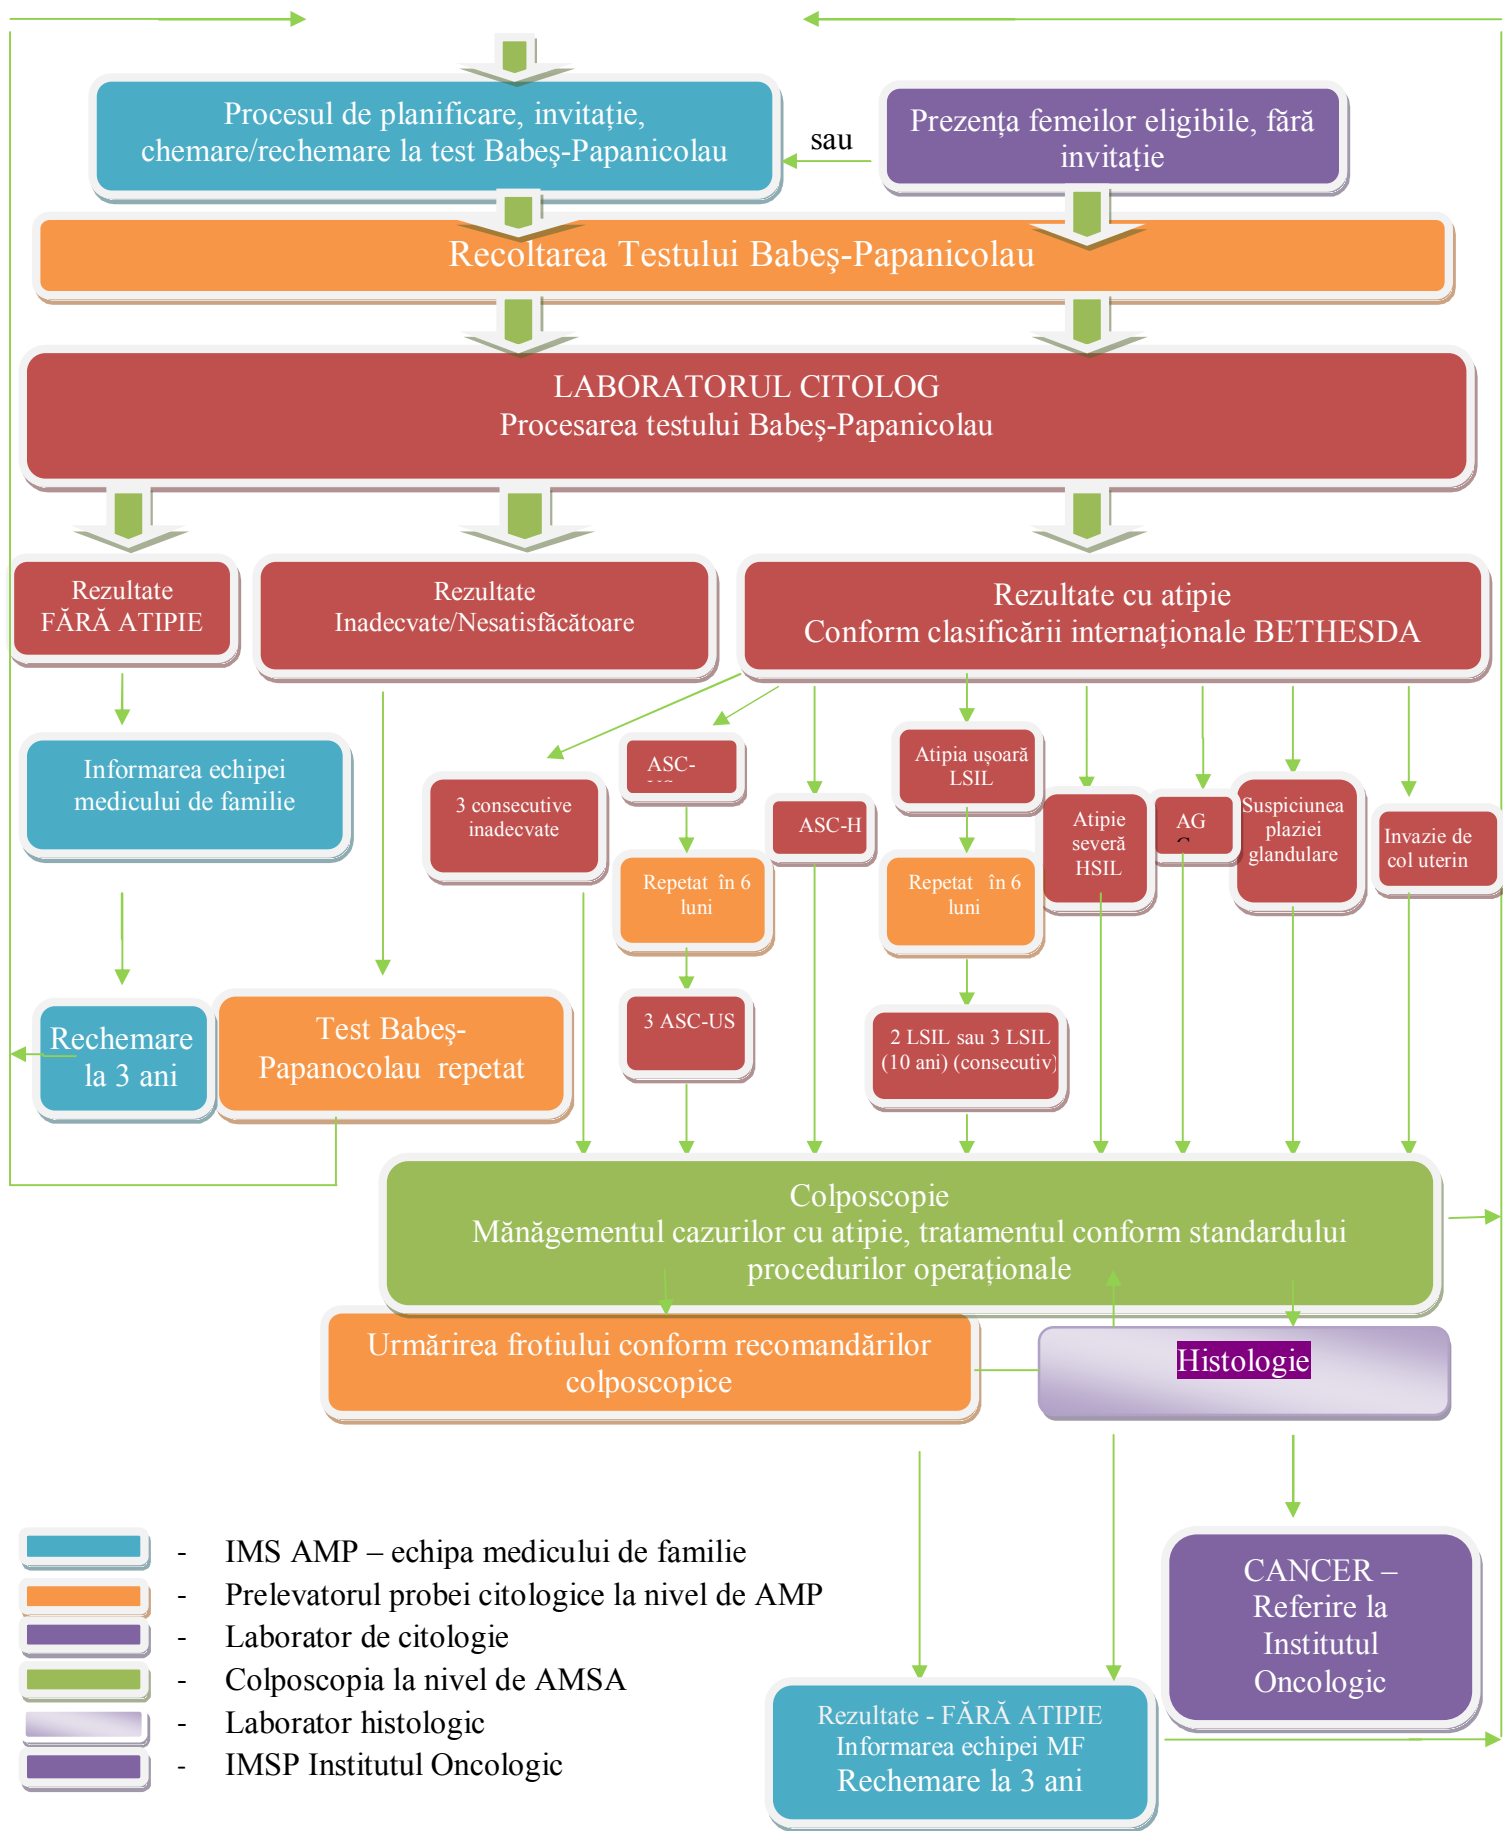 Procesul de planificare, invitație,
chemare/rechemare la test Babeş-Papanicolau
sau
Prezența femeilor eligibile, fără
invitație
Recoltarea Testului Babeş-Papanicolau
LABORATORUL CITOLOG
Procesarea testului Babeş-Papanicolau
Rezultate
FĂRĂ ATIPIE
Rezultate
Inadecvate/Nesatisfăcătoare
Rezultate cu atipie
Conform clasificării internaționale BETHESDA
Informarea echipei
medicului de familie
3 consecutive
inadecvate
ASC-
ASC-H
Atipia ușoară
LSIL
Atipie
severă
HSIL
AG
Suspiciunea
plaziei
glandulare
Invazie de
col uterin
Repetat în 6
luni
Repetat în 6
luni
Rechemare
la 3 ani
Test Babeş-
Papanocolau repetat
3 ASC-US
2 LSIL sau 3 LSIL
(10 ani) (consecutiv)
Colposcopie
Mănăgementul cazurilor cu atipie, tratamentul conform standardului
procedurilor operaționale
Urmărirea frotiului conform recomandărilor
colposcopice
Histologie
CANCER –
Referire la
Institutul
Oncologic
Rezultate - FĂRĂ ATIPIE
Informarea echipei MF
Rechemare la 3 ani
- IMS AMP – echipa medicului de familie
- Prelevatorul probei citologice la nivel de AMP
- Laborator de citologie
- Colposcopia la nivel de AMSA
- Laborator histologic
- IMSP Institutul Oncologic